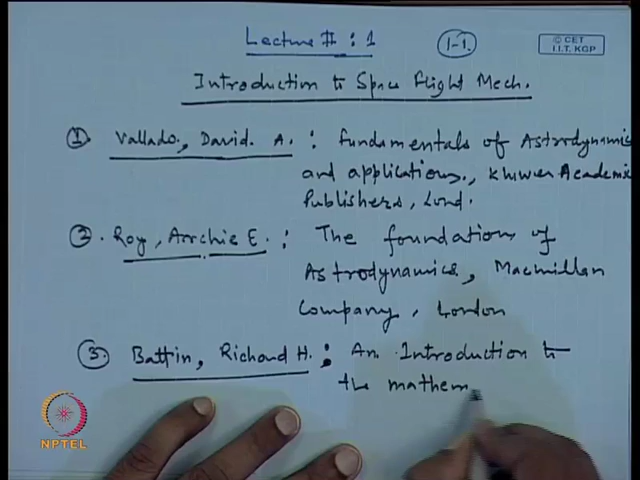 Lecture # : 1
1-1.
© CET
I.I.T. KGP
Introduction to Space Flight Mech.
① Vallado, David. A. : Fundamentals of Astrodynamics
and applications, Kluwer Academic
Publishers, Lond.
②. Roy, Archie E. : The foundation of
Astrodynamics, Macmillan
Company, London
③. Battin, Richard H. : An Introduction to
the mathem
NPTEL